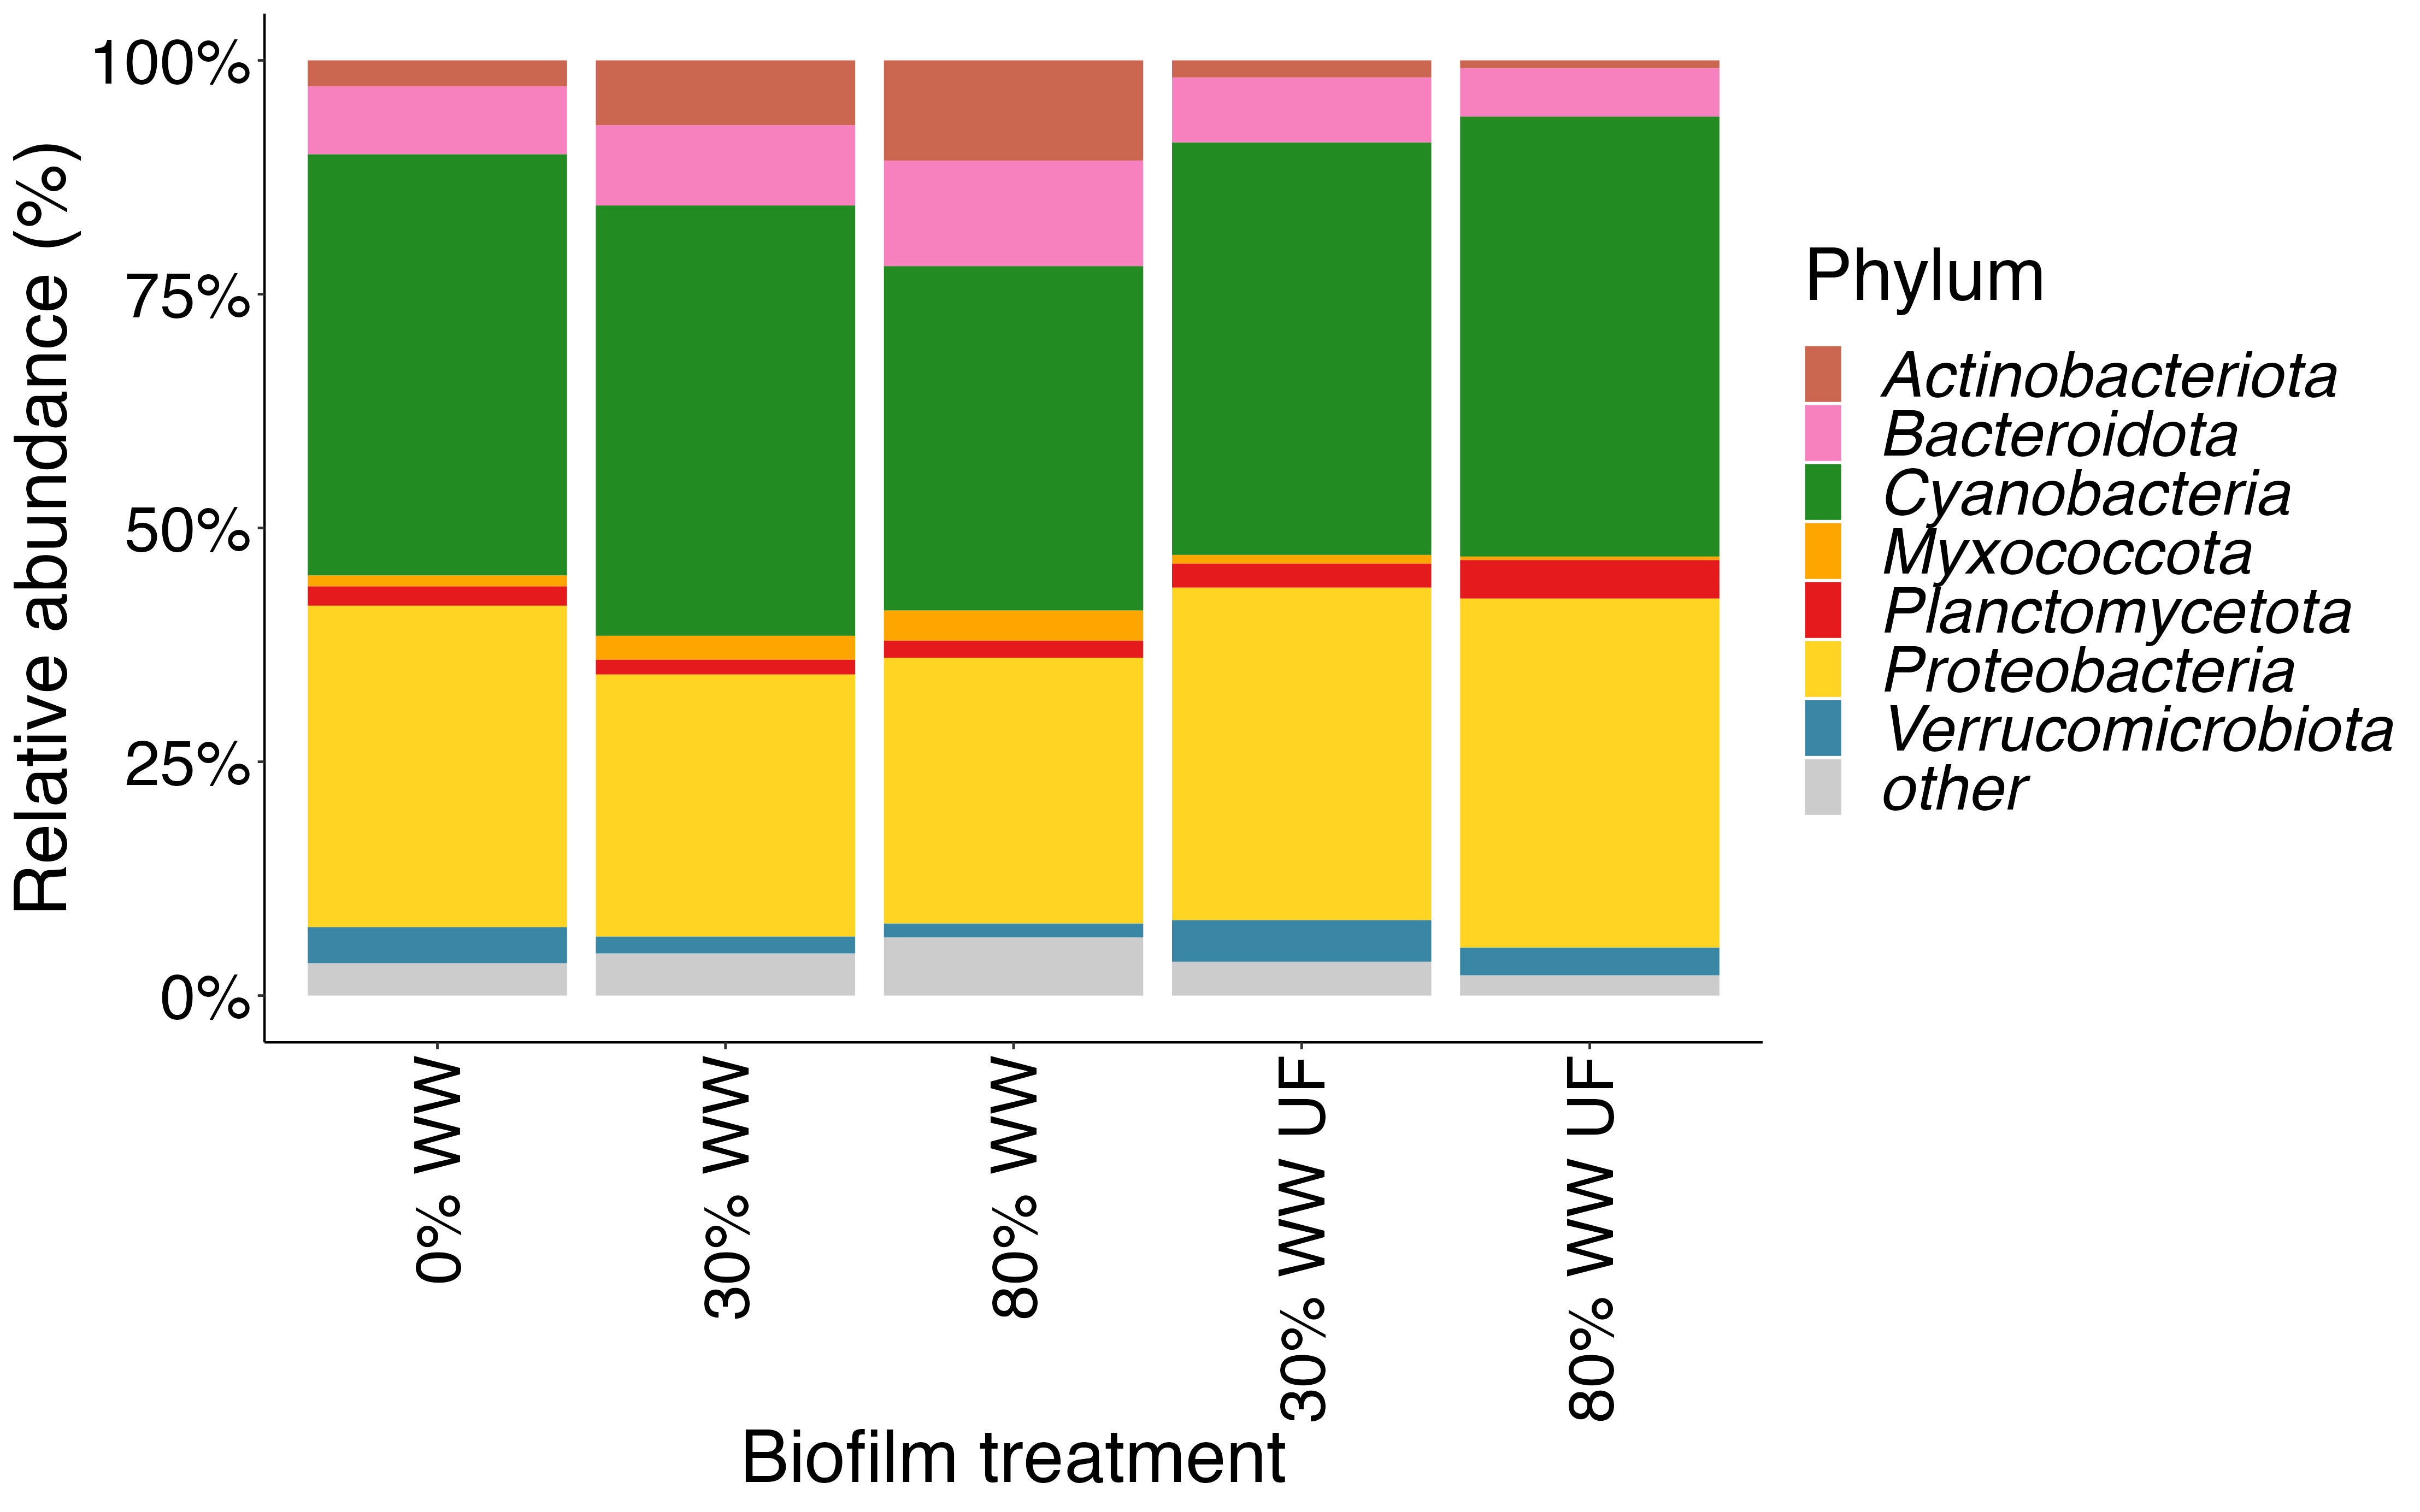 Relative abundance (%)
100%
75%
50%
25%
0%
0% WW
30% WW
80% WW
30% WW UF
80% WW UF
Biofilm treatment
Phylum
Actinobacteriota
Bacteroidota
Cyanobacteria
Myxococcota
Planctomycetota
Proteobacteria
Verrucomicrobiota
other